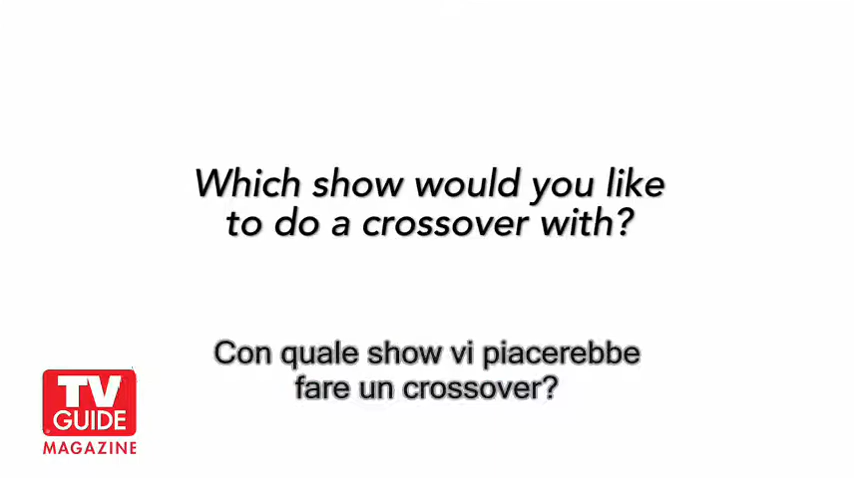 Which show would you like
to do a crossover with?
Con quale show vi piacerebbe
fare un crossover?
TV
GUIDE
MAGAZINE